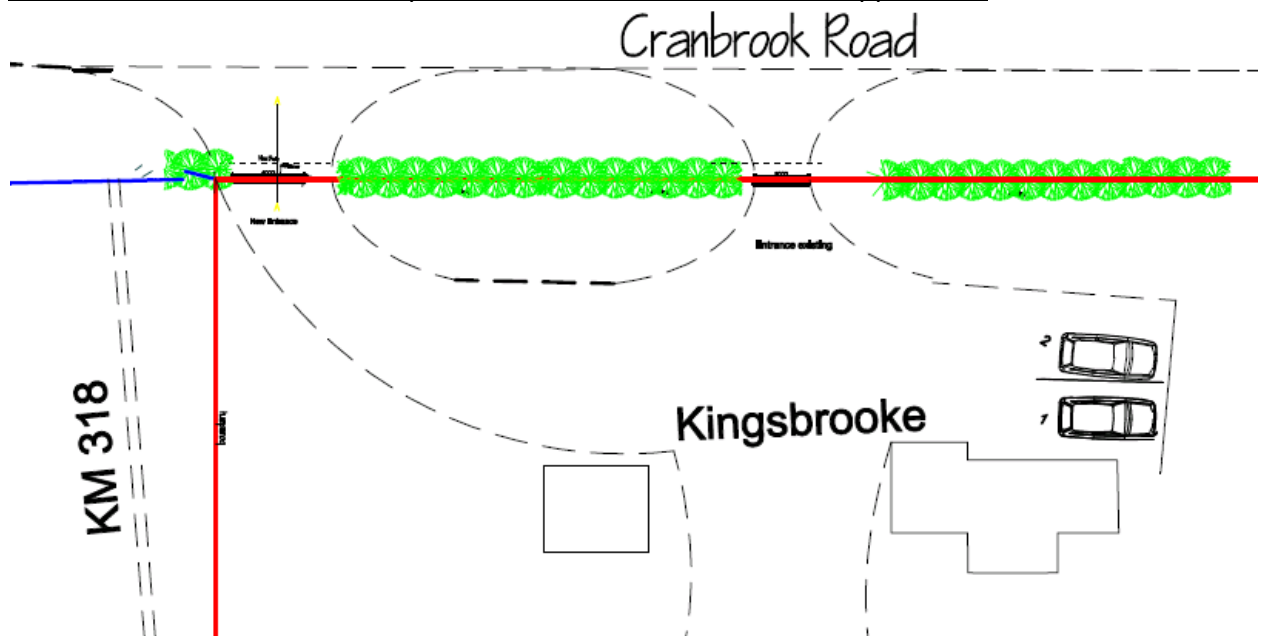 Cranbrook Road
New Entrance
Entrance existing
2
1
Kingsbrooke
KM 318
boundary